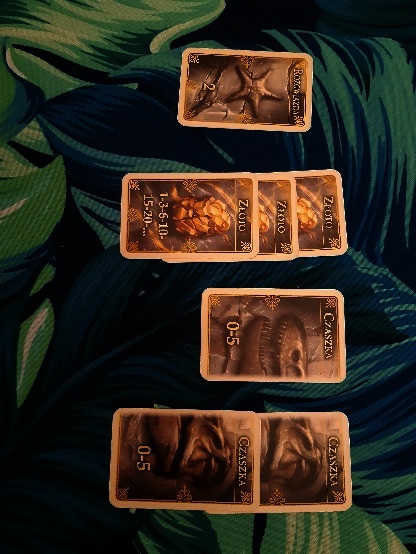 ROZGWIAZDA
2
ZŁOTO
1-3-6-10-
15-20-...
ZŁOTO
ZŁOTO
CZASZKA
0-5
CZASZKA
0-5
CZASZKA